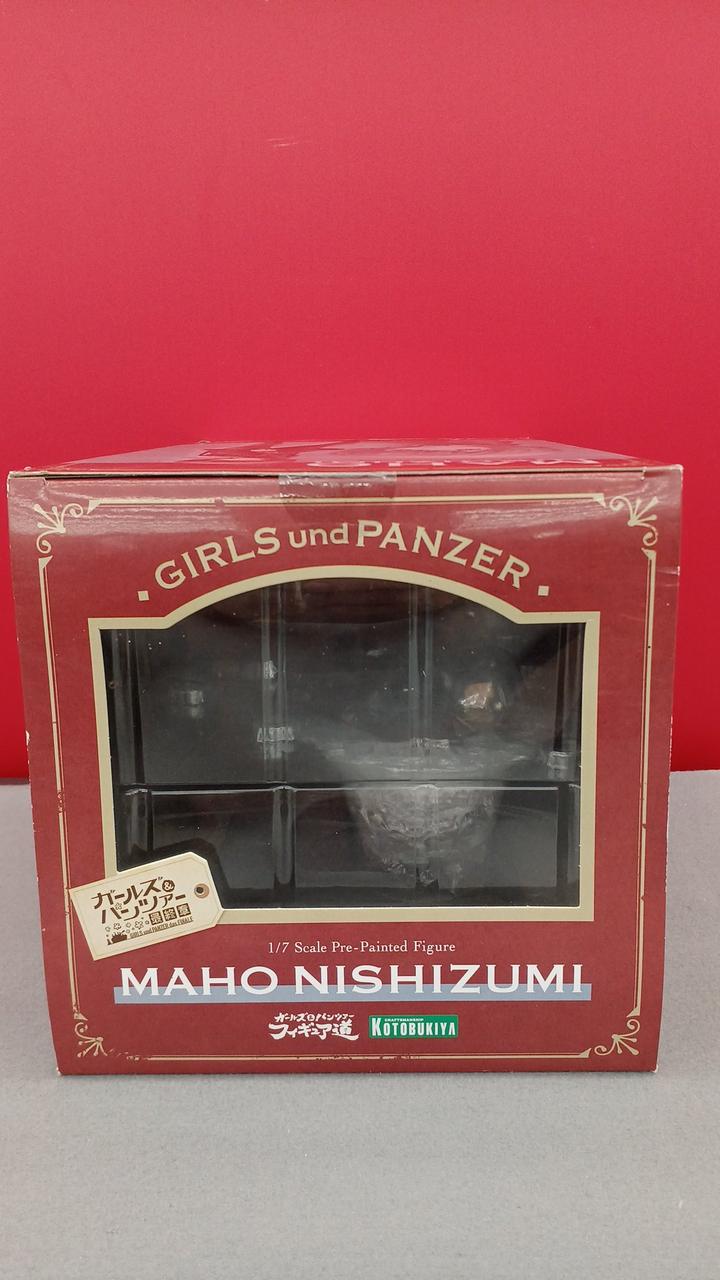 MAHO
GIRLS und PANZER
ガールズ&
パンツァー
最終章
GIRLS und PANZER das FINALE
1/7 Scale Pre-Painted Figure
MAHO NISHIZUMI
ガールズ&パンツァー
フィギュア道
CRAFTSMANSHIP
KOTOBUKIYA